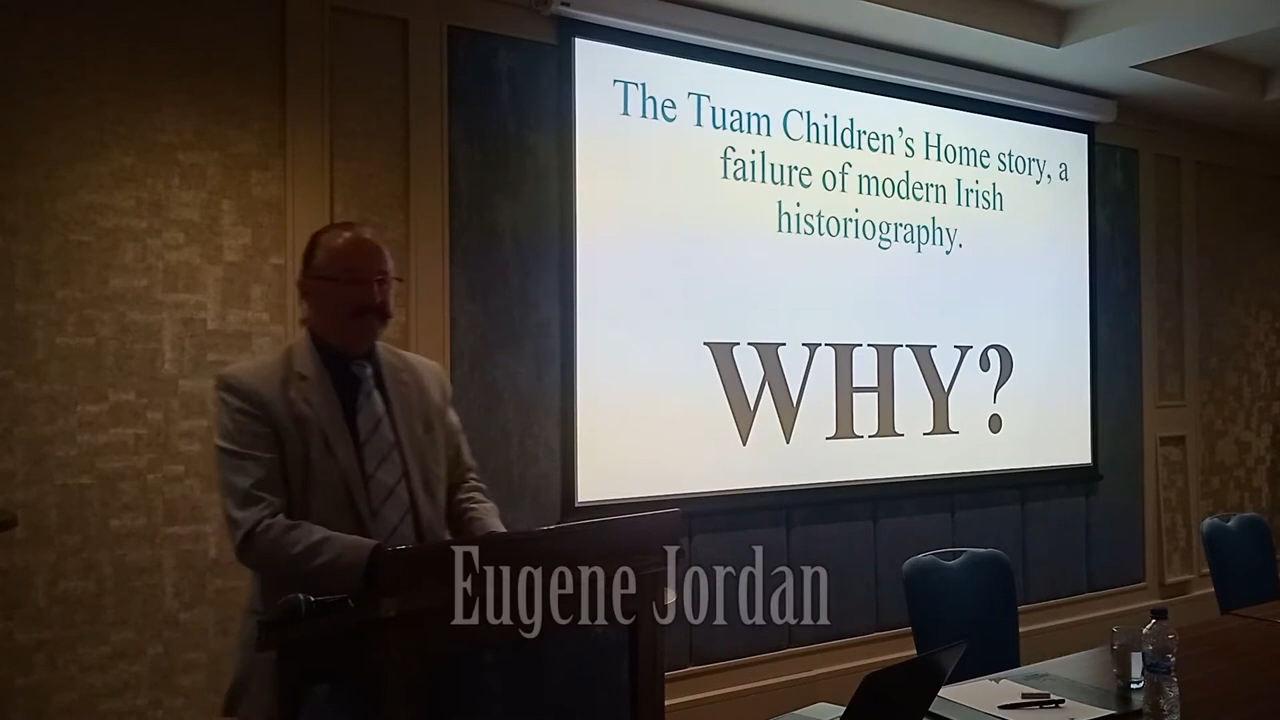 The Tuam Children's Home story, a
failure of modern Irish
historiography.
WHY?
Eugene Jordan